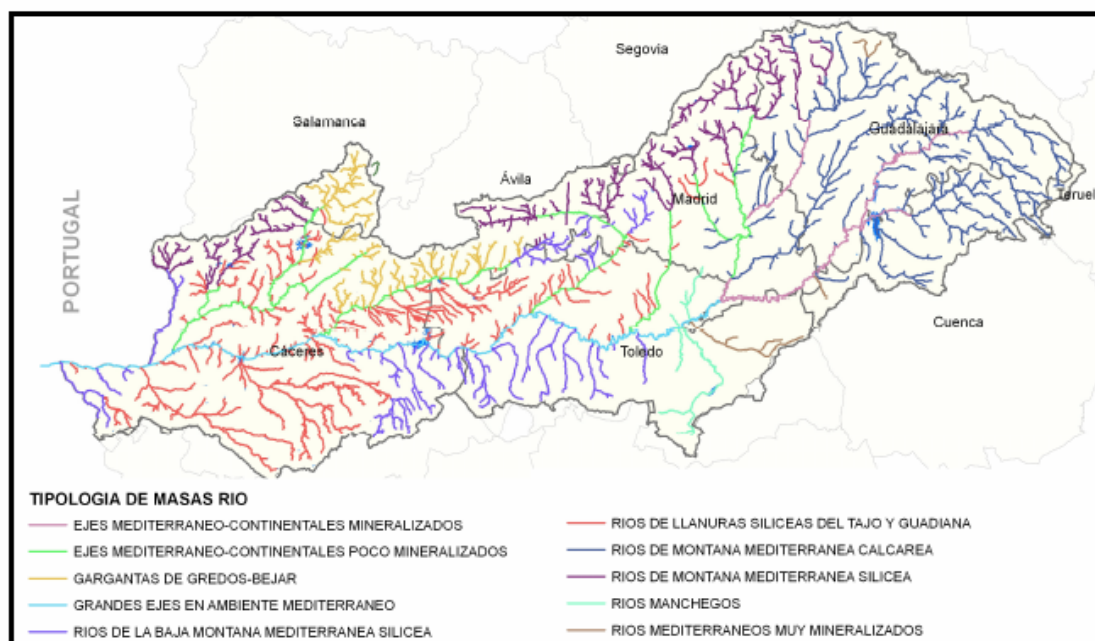 Segovia
Salamanca
Guadalajara
Ávila
Madrid
Teruel
PORTUGAL
Cuenca
Cáceres
Toledo
TIPOLOGIA DE MASAS RIO
EJES MEDITERRANEO-CONTINENTALES MINERALIZADOS
EJES MEDITERRANEO-CONTINENTALES POCO MINERALIZADOS
GARGANTAS DE GREDOS-BEJAR
GRANDES EJES EN AMBIENTE MEDITERRANEO
RIOS DE LA BAJA MONTANA MEDITERRANEA SILICEA
RIOS DE LLANURAS SILICEAS DEL TAJO Y GUADIANA
RIOS DE MONTANA MEDITERRANEA CALCAREA
RIOS DE MONTANA MEDITERRANEA SILICEA
RIOS MANCHEGOS
RIOS MEDITERRANEOS MUY MINERALIZADOS